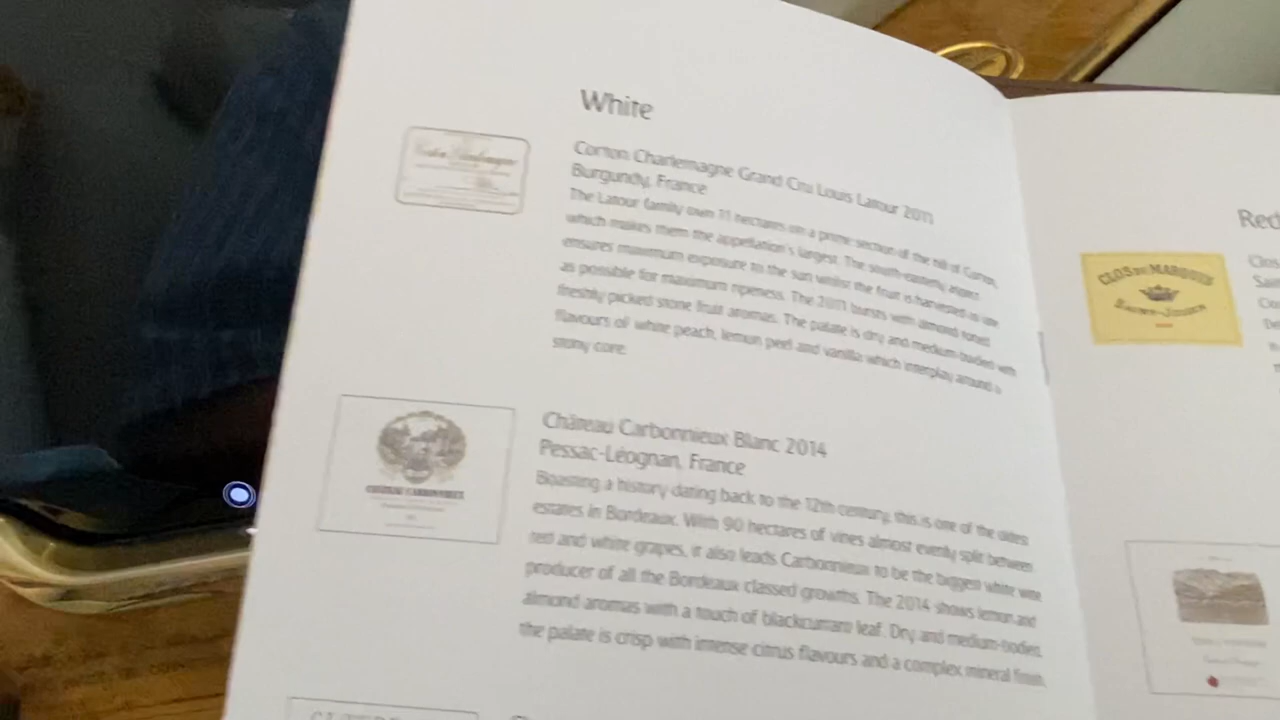 White
Corton Charlemagne Grand Cru Louis Latour 2011
Burgundy, France
The Latour family own 11 hectares on a prime section of the hill of Corton,
which makes them the appellation's largest. The south-easterly aspect
ensures maximum exposure to the sun whilst the fruit is harvested as late
as possible for maximum ripeness. The 2011 bursts with almond toned
freshly picked stone fruit aromas. The palate is dry and medium-bodied with
flavours of white peach, lemon peel and vanilla which interplay around a
stony core.
Château Carbonnieux Blanc 2014
Pessac-Léognan, France
Boasting a history dating back to the 12th century, this is one of the oldest
estates in Bordeaux. With 90 hectares of vines almost evenly split between
red and white grapes, it also leads Carbonnieux to be the biggest white wine
producer of all the Bordeaux classed growths. The 2014 shows lemon and
almond aromas with a touch of blackcurrant leaf. Dry and medium-bodied,
the palate is crisp with intense citrus flavours and a complex mineral finish.
CHÂTEAU CARBONNIEUX
Red
CLOS DU MARQUIS
SAINT-JULIEN
Clos